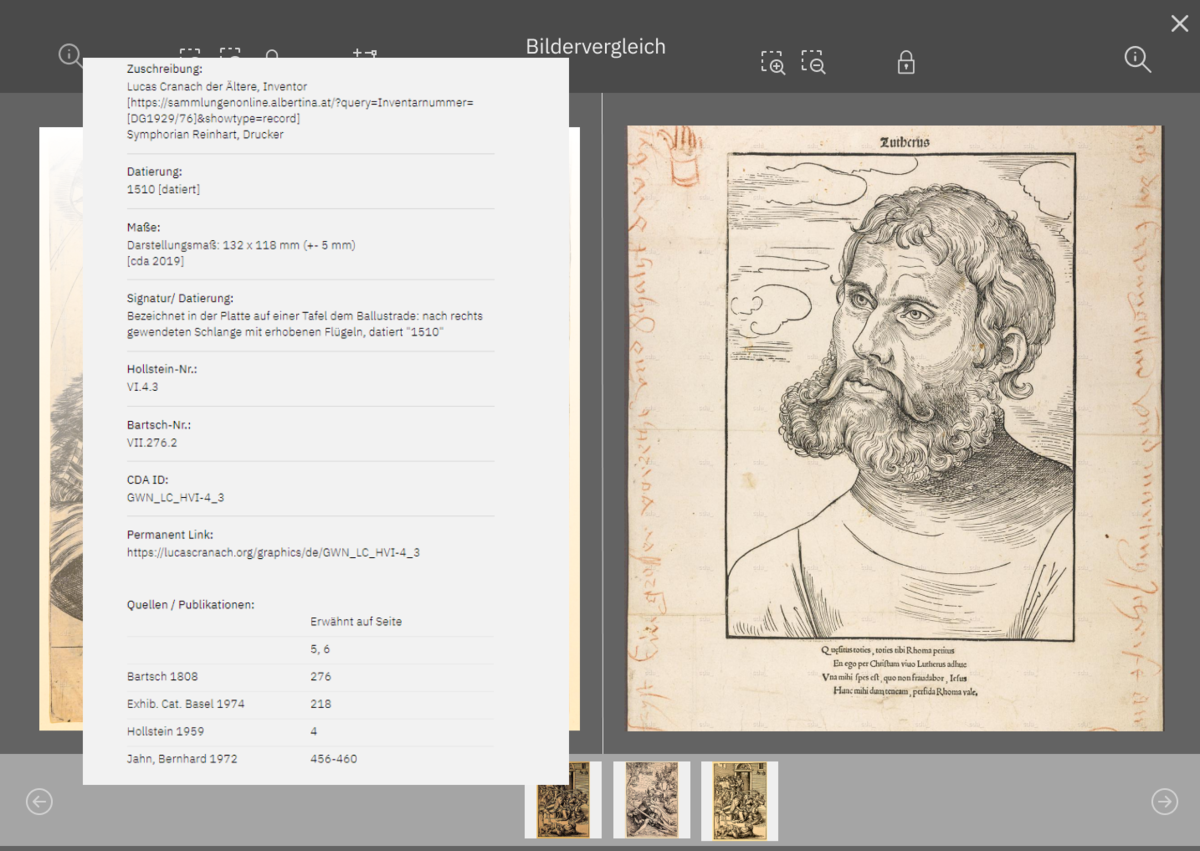 Bildervergleich
Zuschreibung:
Lucas Cranach der Ältere, Inventor
[https://sammlungenonline.albertina.at/?query=Inventarnummer=
[DG1929/76]&showtype=record]
Symphorian Reinhart, Drucker
Datierung:
1510 [datiert]
Maße:
Darstellungsmaß: 132 x 118 mm (+- 5 mm)
[cda 2019]
Signatur/ Datierung:
Bezeichnet in der Platte auf einer Tafel dem Ballustrade: nach rechts
gewendeten Schlange mit erhobenen Flügeln, datiert "1510"
Hollstein-Nr.:
VI.4.3
Bartsch-Nr.:
VII.276.2
CDA ID:
GWN_LC_HVI-4_3
Permanent Link:
https://lucascranach.org/graphics/de/GWN_LC_HVI-4_3
Quellen / Publikationen:
Erwähnt auf Seite
5, 6
Bartsch 1808 276
Exhib. Cat. Basel 1974 218
Hollstein 1959 4
Jahn, Bernhard 1972 456-460
Lutherus
Quęsitus toties, toties tibi Rhoma petitus
En ego per Christum viuo Lutherus adhuc
Vna mihi spes est, quo non fraudabor, Iesus
Hanc mihi dum teneam, perfida Rhoma vale,